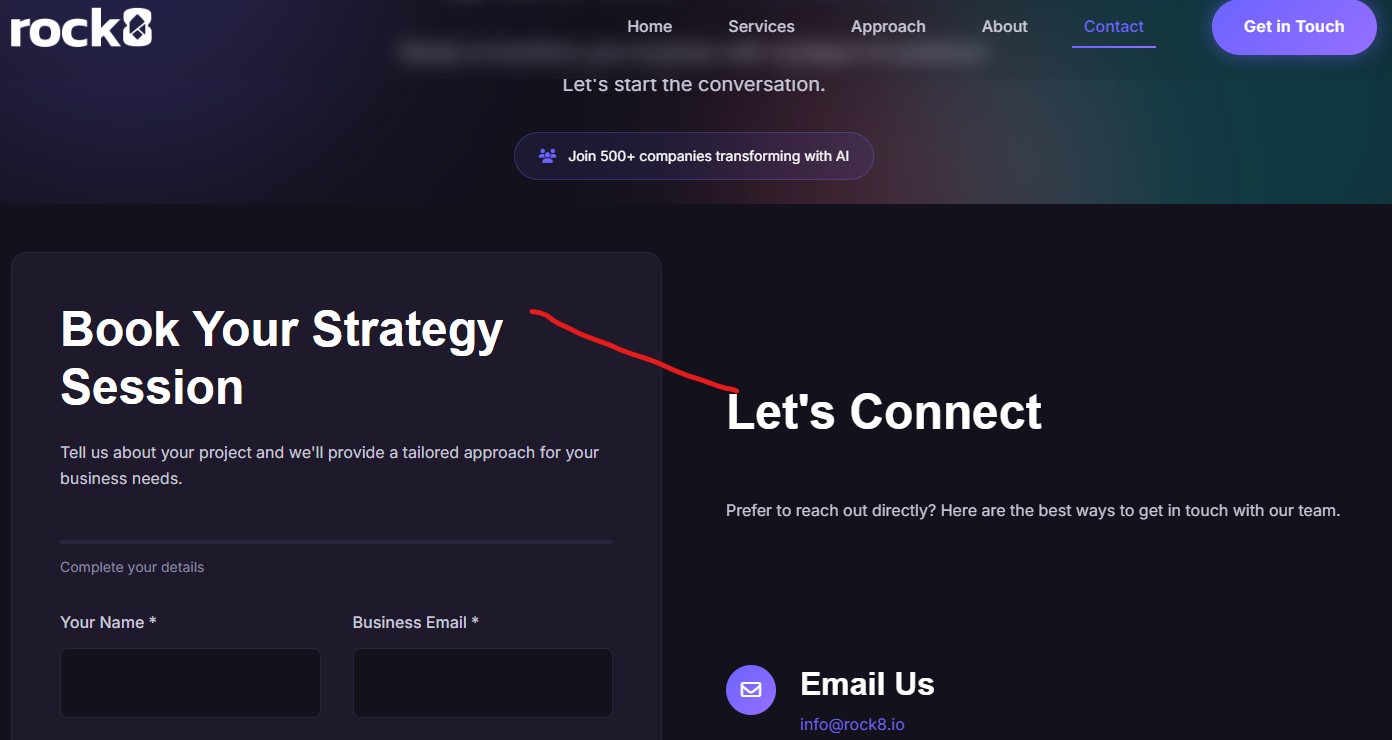 rock8
Home Services Approach About Contact Get in Touch
Let's start the conversation.
Join 500+ companies transforming with AI
Book Your Strategy
Session
Tell us about your project and we'll provide a tailored approach for your
business needs.
Complete your details
Your Name * Business Email *
Let's Connect
Prefer to reach out directly? Here are the best ways to get in touch with our team.
Email Us
info@rock8.io